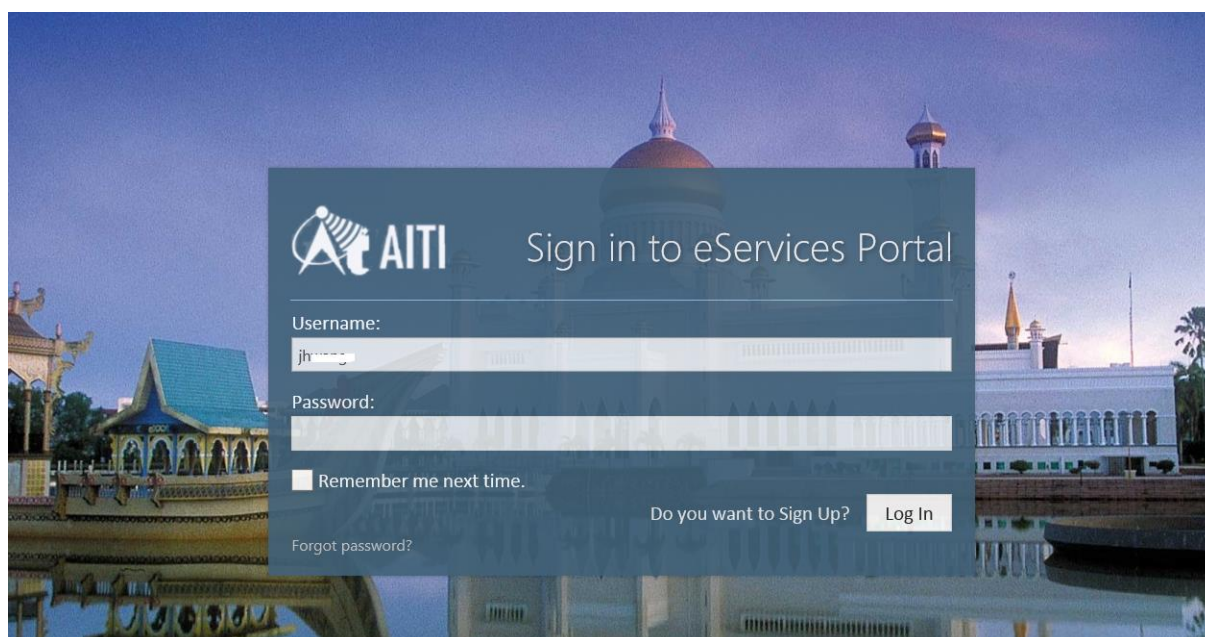 AITI
Sign in to eServices Portal
Username:
Password:
Remember me next time.
Do you want to Sign Up? Log In
Forgot password?